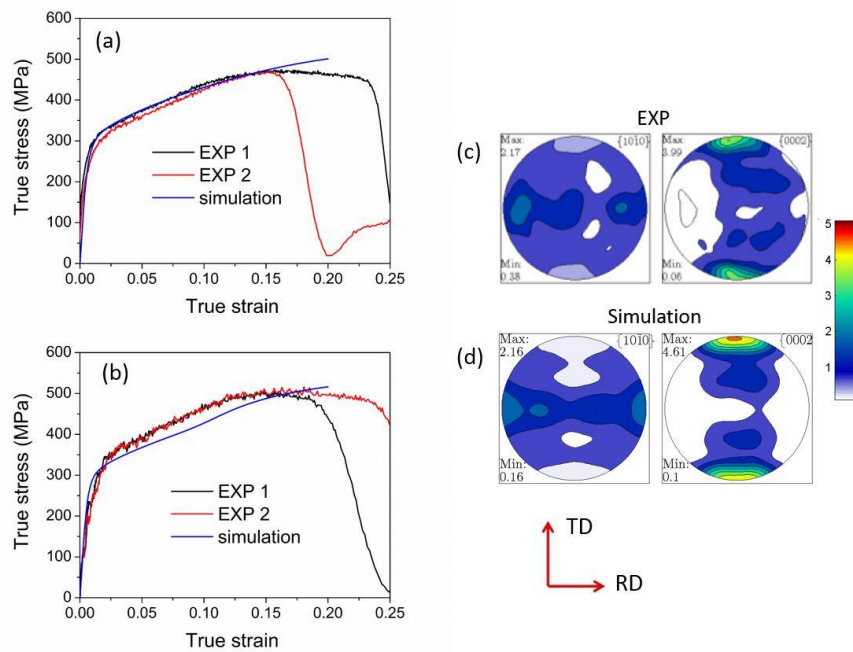 (a)
600
500
400
300
200
100
0
True stress (MPa)
EXP 1
EXP 2
simulation
0.00 0.05 0.10 0.15 0.20 0.25
True strain
(b)
600
500
400
300
200
100
0
True stress (MPa)
EXP 1
EXP 2
simulation
0.00 0.05 0.10 0.15 0.20 0.25
True strain
EXP
(c)
Max:
2.17
{101̄0}
Min:
0.38
Max:
3.99
{0002}
Min:
0.06
Simulation
(d)
Max:
2.16
{101̄0}
Min:
0.16
Max:
4.61
{0002
Min:
0.1
5
4
3
2
1
TD
RD